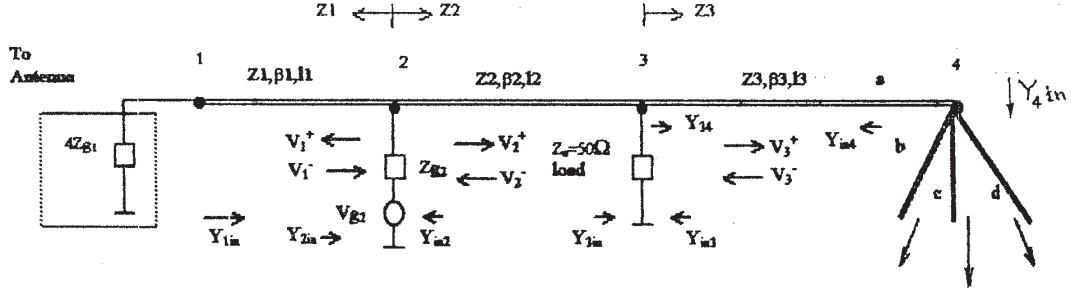 Z1 Z2 Z3
To
Antenna
1 2 3 4
Z1,β1,l1 Z2,β2,l2 Z3,β3,l3 a
Y4 in
4Zg1
V1+ V2+ Y34 V3+ Yin4 b
V1- Zg2 V2- Zo=50Ω V3-
load
c d
Vg2
Y1in Y2in Yin2 Y3in Yin3